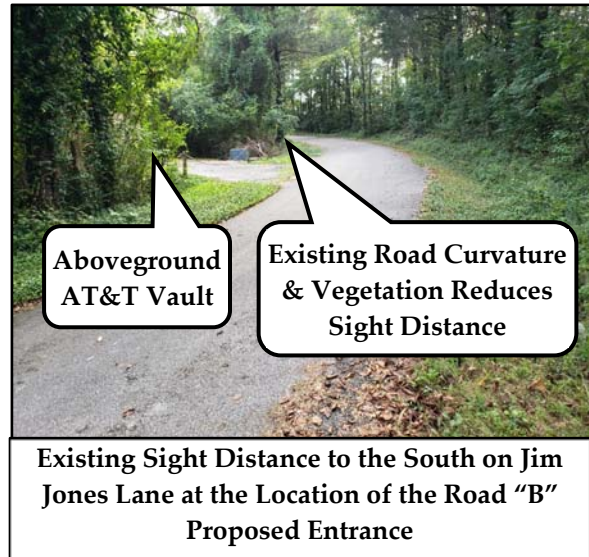 Aboveground
AT&T Vault
Existing Road Curvature
& Vegetation Reduces
Sight Distance
Existing Sight Distance to the South on Jim
Jones Lane at the Location of the Road “B”
Proposed Entrance